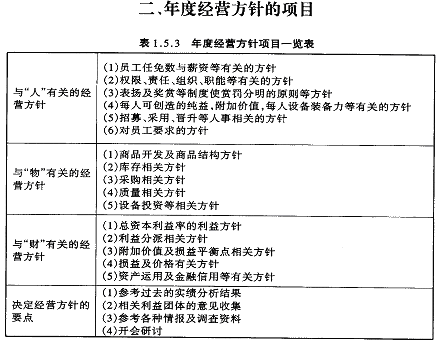 二、年度经营方针的项目
表1.5.3 年度经营方针项目一览表
与“人”有关的经营方针
(1)员工任免数与薪资等有关的方针
(2)权限、责任、组织、职能等有关的方针
(3)表扬及奖赏等制度使赏罚分明的原则等方针
(4)每人可创造的纯益,附加价值,每人设备装备力等有关的方针
(5)招募、采用、晋升等人事相关的方针
(6)对员工要求的方针
与“物”有关的经营方针
(1)商品开发及商品结构方针
(2)库存相关方针
(3)采购相关方针
(4)质量相关方针
(5)设备投资等相关方针
与“财”有关的经营方针
(1)总资本利益率的利益方针
(2)利益分派相关方针
(3)附加价值及损益平衡点相关方针
(4)损益及价格有关方针
(5)资产运用及金融信用等有关方针
决定经营方针的要点
(1)参考过去的实绩分析结果
(2)相关利益团体的意见收集
(3)参考各种情报及调查资料
(4)开会研讨